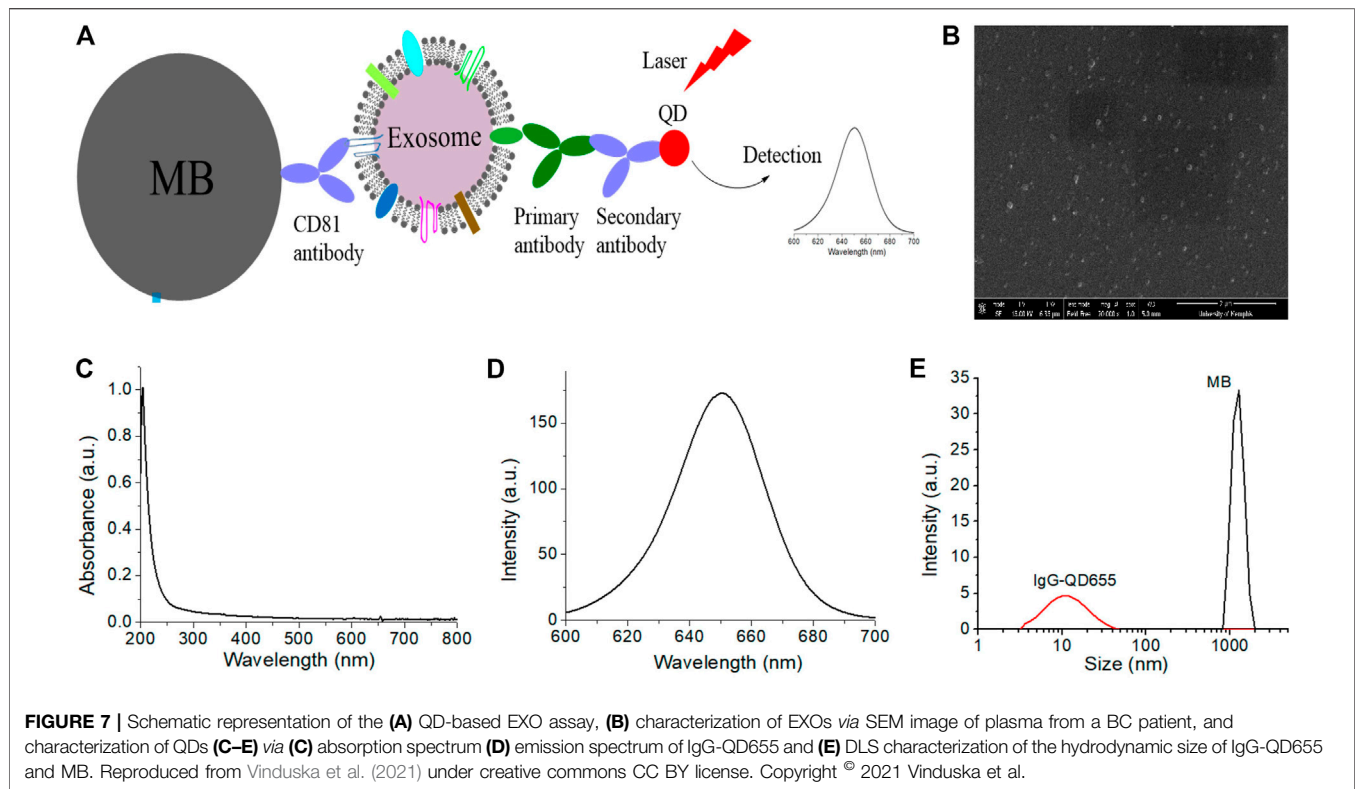 A
MB
CD81
antibody
Exosome
Primary
antibody
Secondary
antibody
QD
Laser
Detection
600 620 640 660 680 700
Wavelength (nm)
B
University of Memphis
C
Absorbance (a.u.)
1.0
0.8
0.6
0.4
0.2
0.0
200 300 400 500 600 700 800
Wavelength (nm)
D
Intensity (a.u.)
150
100
50
0
600 620 640 660 680 700
Wavelength (nm)
E
Intensity (a.u.)
35
30
25
20
15
10
5
0
MB
IgG-QD655
1 10 100 1000
Size (nm)
FIGURE 7 | Schematic representation of the (A) QD-based EXO assay, (B) characterization of EXOs via SEM image of plasma from a BC patient, and
characterization of QDs (C–E) via (C) absorption spectrum (D) emission spectrum of IgG-QD655 and (E) DLS characterization of the hydrodynamic size of IgG-QD655
and MB. Reproduced from Vinduska et al. (2021) under creative commons CC BY license. Copyright © 2021 Vinduska et al.